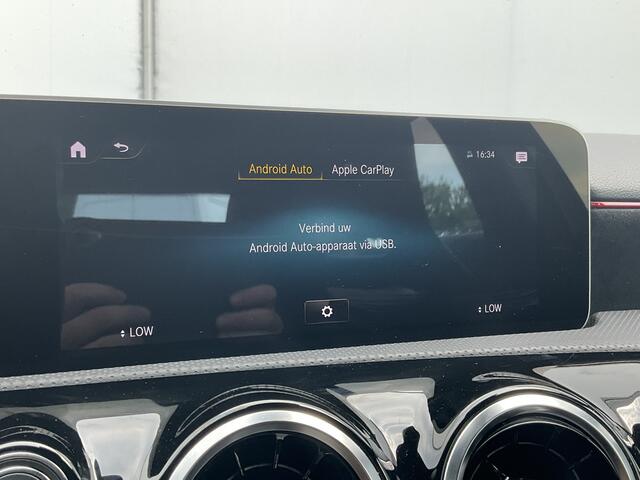 Android Auto Apple CarPlay 16:34
Verbind uw
Android Auto-apparaat via USB.
LOW LOW